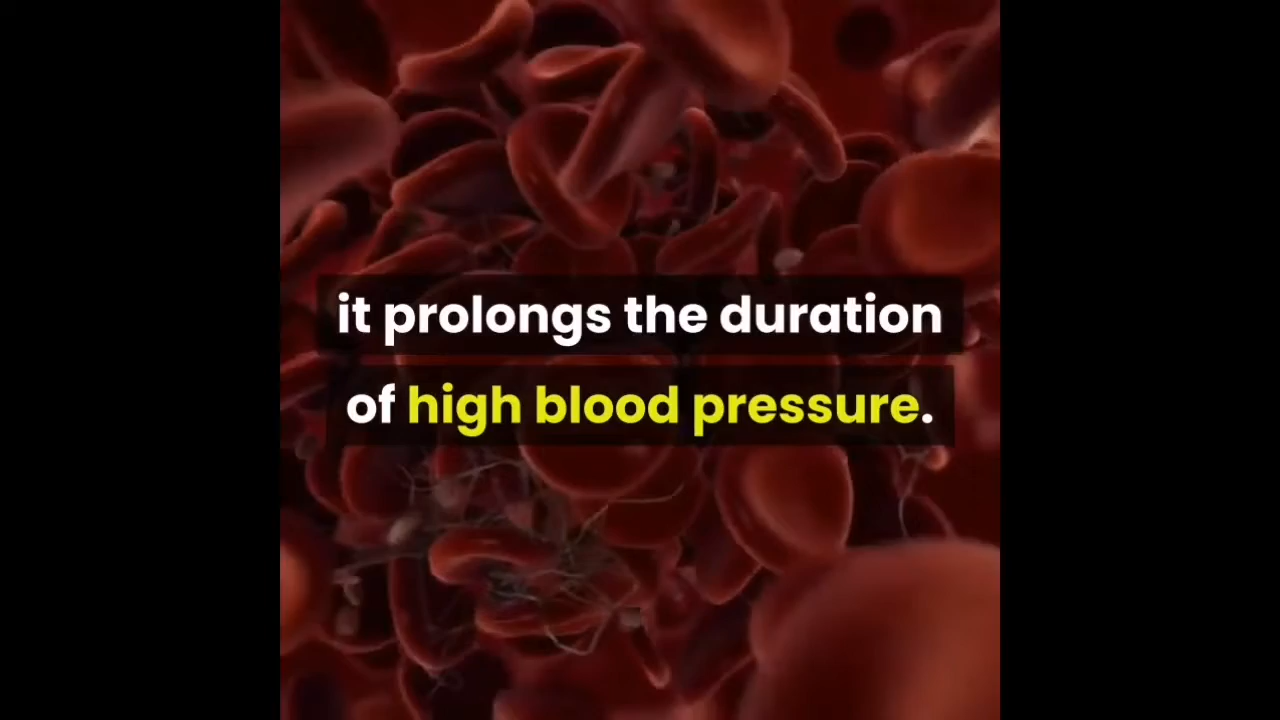 it prolongs the duration
of high blood pressure.